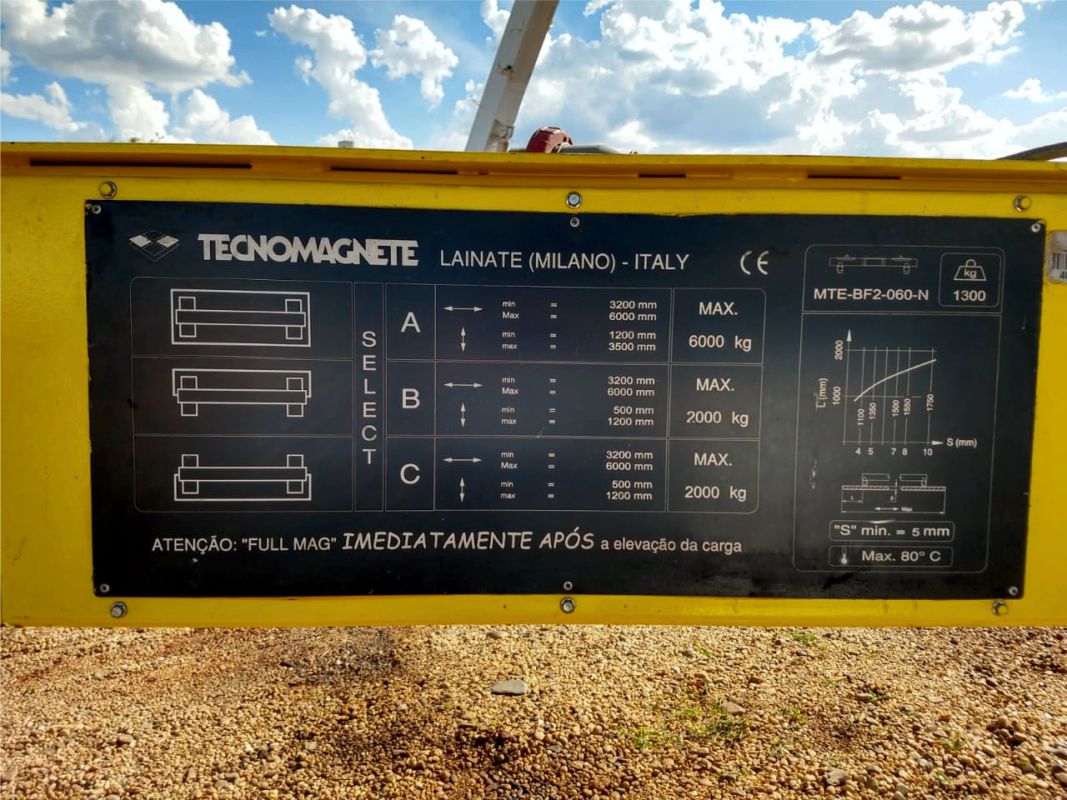 TECNOMAGNETE LAINATE (MILANO) - ITALY CE
SELECT
A
min = 3200 mm
Max = 6000 mm
min = 1200 mm
max = 3500 mm
MAX.
6000 kg
B
min = 3200 mm
Max = 6000 mm
min = 500 mm
max = 1200 mm
MAX.
2000 kg
C
min = 3200 mm
Max = 6000 mm
min = 500 mm
max = 1200 mm
MAX.
2000 kg
ATENÇÃO: "FULL MAG" IMEDIATAMENTE APÓS a elevação da carga
MTE-BF2-060-N
kg
1300
L (mm)
2000
1000
1100
1350
1500
1550
1750
S (mm)
4 5 7 8 10
L
Max
"S" min. = 5 mm
Max. 80° C